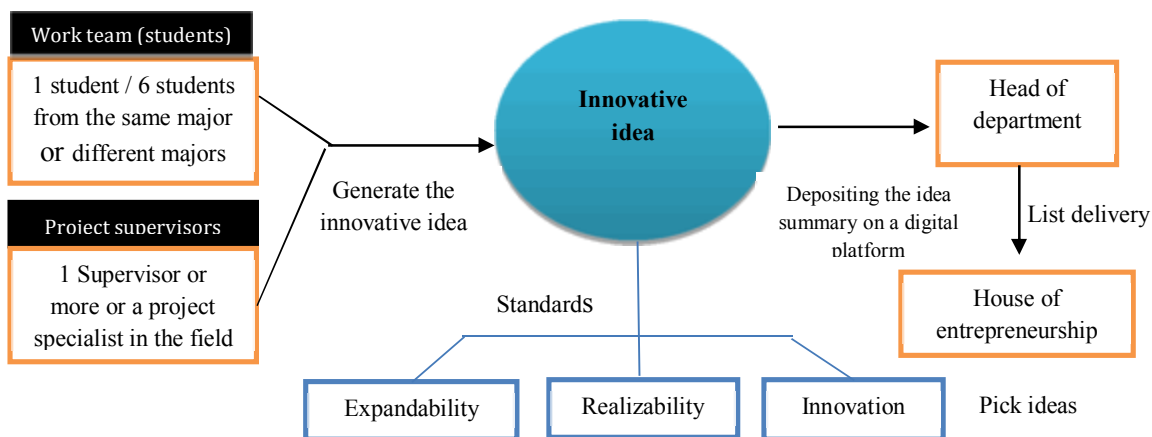 Work team (students)
1 student / 6 students
from the same major
or different majors
Project supervisors
1 Supervisor or
more or a project
specialist in the field
Generate the
innovative idea
Innovative
idea
Depositing the idea
summary on a digital
platform
Head of
department
List delivery
House of
entrepreneurship
Standards
Expandability
Realizability
Innovation
Pick ideas